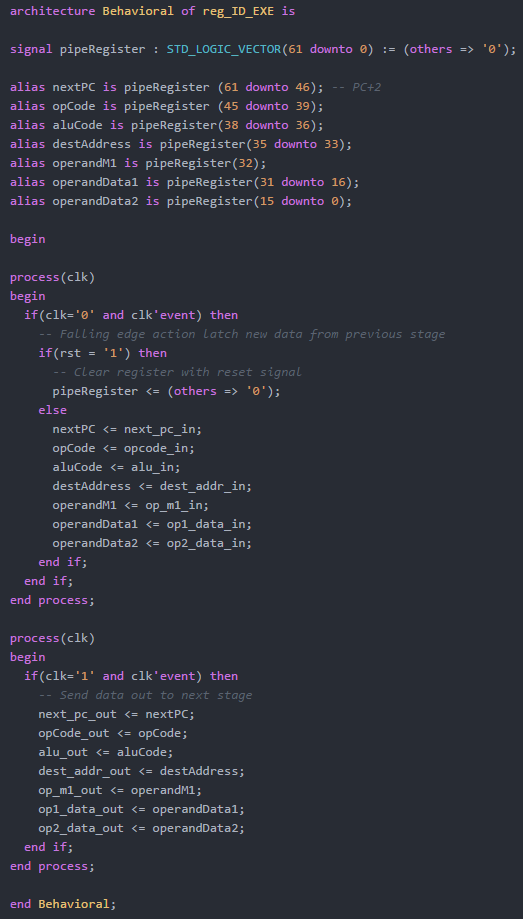 architecture Behavioral of reg_ID_EXE is

signal pipeRegister : STD_LOGIC_VECTOR(61 downto 0) := (others => '0');

alias nextPC is pipeRegister (61 downto 46); -- PC+2
alias opCode is pipeRegister (45 downto 39);
alias aluCode is pipeRegister(38 downto 36);
alias destAddress is pipeRegister(35 downto 33);
alias operandM1 is pipeRegister(32);
alias operandData1 is pipeRegister(31 downto 16);
alias operandData2 is pipeRegister(15 downto 0);

begin

process(clk)
begin
  if(clk='0' and clk'event) then
    -- Falling edge action latch new data from previous stage
    if(rst = '1') then
      -- Clear register with reset signal
      pipeRegister <= (others => '0');
    else
      nextPC <= next_pc_in;
      opCode <= opcode_in;
      aluCode <= alu_in;
      destAddress <= dest_addr_in;
      operandM1 <= op_m1_in;
      operandData1 <= op1_data_in;
      operandData2 <= op2_data_in;
    end if;
  end if;
end process;

process(clk)
begin
  if(clk='1' and clk'event) then
    -- Send data out to next stage
    next_pc_out <= nextPC;
    opCode_out <= opCode;
    alu_out <= aluCode;
    dest_addr_out <= destAddress;
    op_m1_out <= operandM1;
    op1_data_out <= operandData1;
    op2_data_out <= operandData2;
  end if;
end process;

end Behavioral;